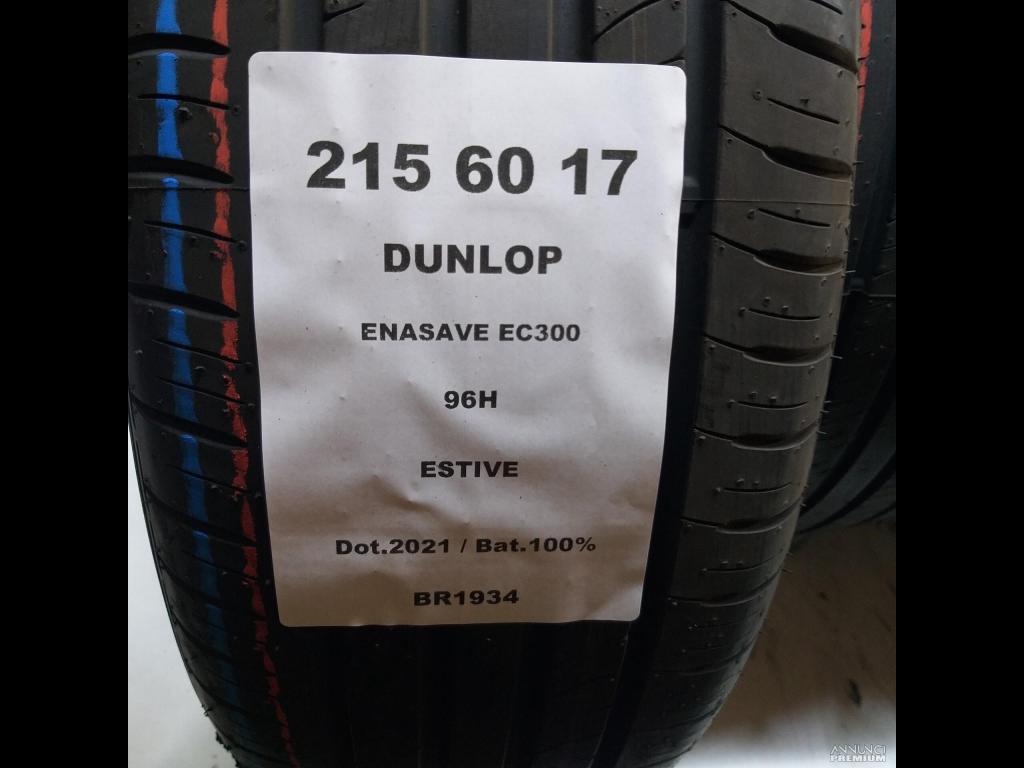 215 60 17
DUNLOP
ENASAVE EC300
96H
ESTIVE
Dot.2021 / Bat.100%
BR1934
ANNUNCI
PREMIUM